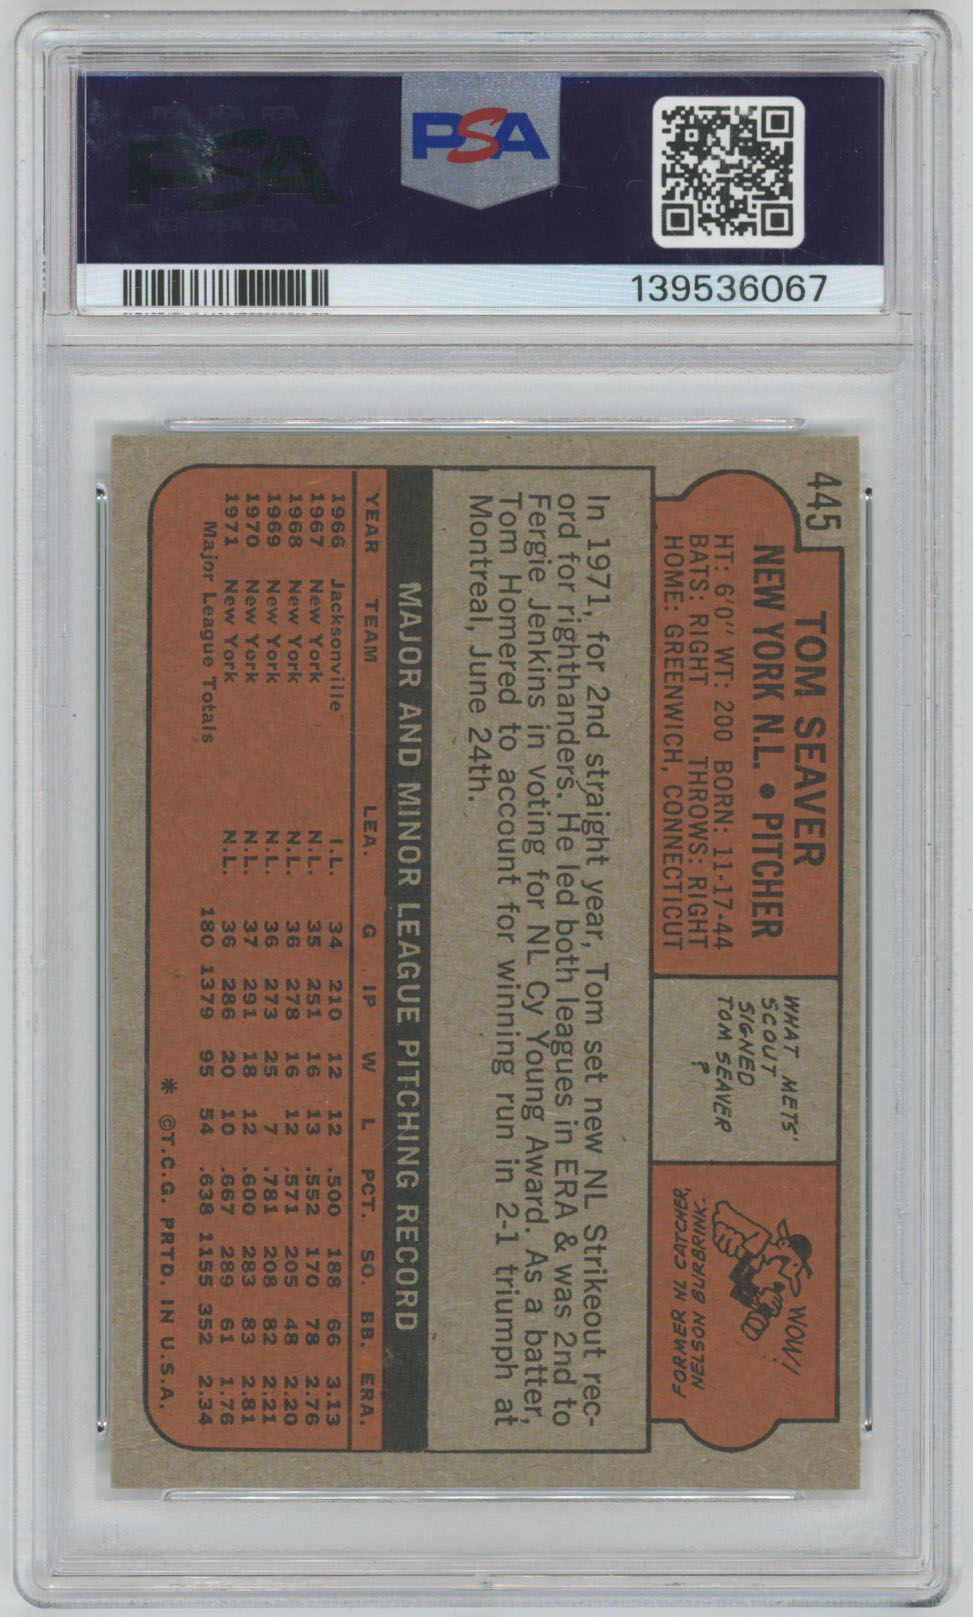 PSA
PSA
139536067
445
TOM SEAVER
NEW YORK N.L. • PITCHER
HT: 6'0" WT: 200 BORN: 11-17-44
BATS: RIGHT THROWS: RIGHT
HOME: GREENWICH, CONNECTICUT
WHAT METS'
SCOUT
SIGNED
TOM SEAVER
?
WOW!
FORMER M.L. CATCHER,
NELSON BURBRINK.
In 1971, for 2nd straight year, Tom set new NL Strikeout rec-
ord for righthanders. He led both leagues in ERA & was 2nd to
Fergie Jenkins in voting for NL Cy Young Award. As a batter,
Tom Homered to account for winning run in 2-1 triumph at
Montreal, June 24th.
MAJOR AND MINOR LEAGUE PITCHING RECORD
YEAR TEAM LEA. G IP W L PCT. SO. BB. ERA.
1966 Jacksonville I.L. 34 210 12 12 .500 188 66 3.13
1967 New York N.L. 35 251 16 13 .552 170 78 2.76
1968 New York N.L. 36 278 16 12 .571 205 48 2.20
1969 New York N.L. 36 273 25 7 .781 208 82 2.21
1970 New York N.L. 37 291 18 12 .600 283 83 2.81
1971 New York N.L. 36 286 20 10 .667 289 61 1.76
Major League Totals 180 1379 95 54 .638 1155 352 2.34
* ©T.C.G. PRTD. IN U.S.A.